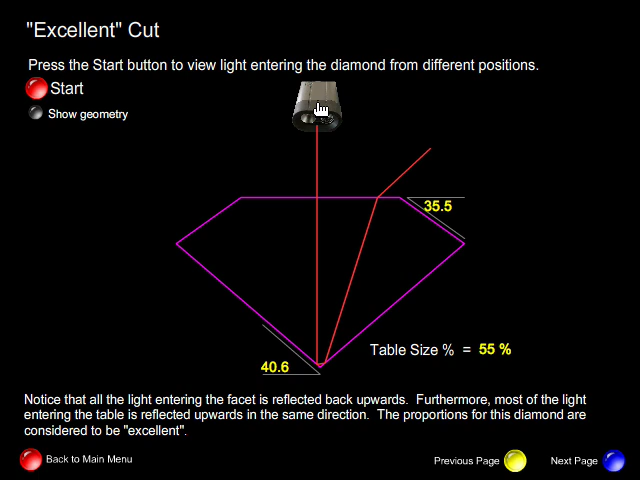 "Excellent" Cut
Press the Start button to view light entering the diamond from different positions.
Start
Show geometry
35.5
Table Size % = 55 %
40.6
Notice that all the light entering the facet is reflected back upwards. Furthermore, most of the light
entering the table is reflected upwards in the same direction. The proportions for this diamond are
considered to be "excellent".
Back to Main Menu
Previous Page
Next Page